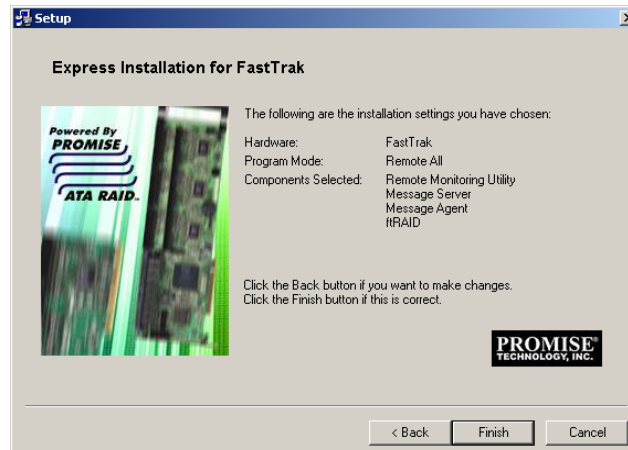 Setup
Express Installation for FastTrak
The following are the installation settings you have chosen:
Hardware: FastTrak
Program Mode: Remote All
Components Selected: Remote Monitoring Utility
Message Server
Message Agent
ftRAID
Powered By
PROMISE
ATA RAID™
Click the Back button if you want to make changes.
Click the Finish button if this is correct.
PROMISE®
TECHNOLOGY, INC.
< Back Finish Cancel